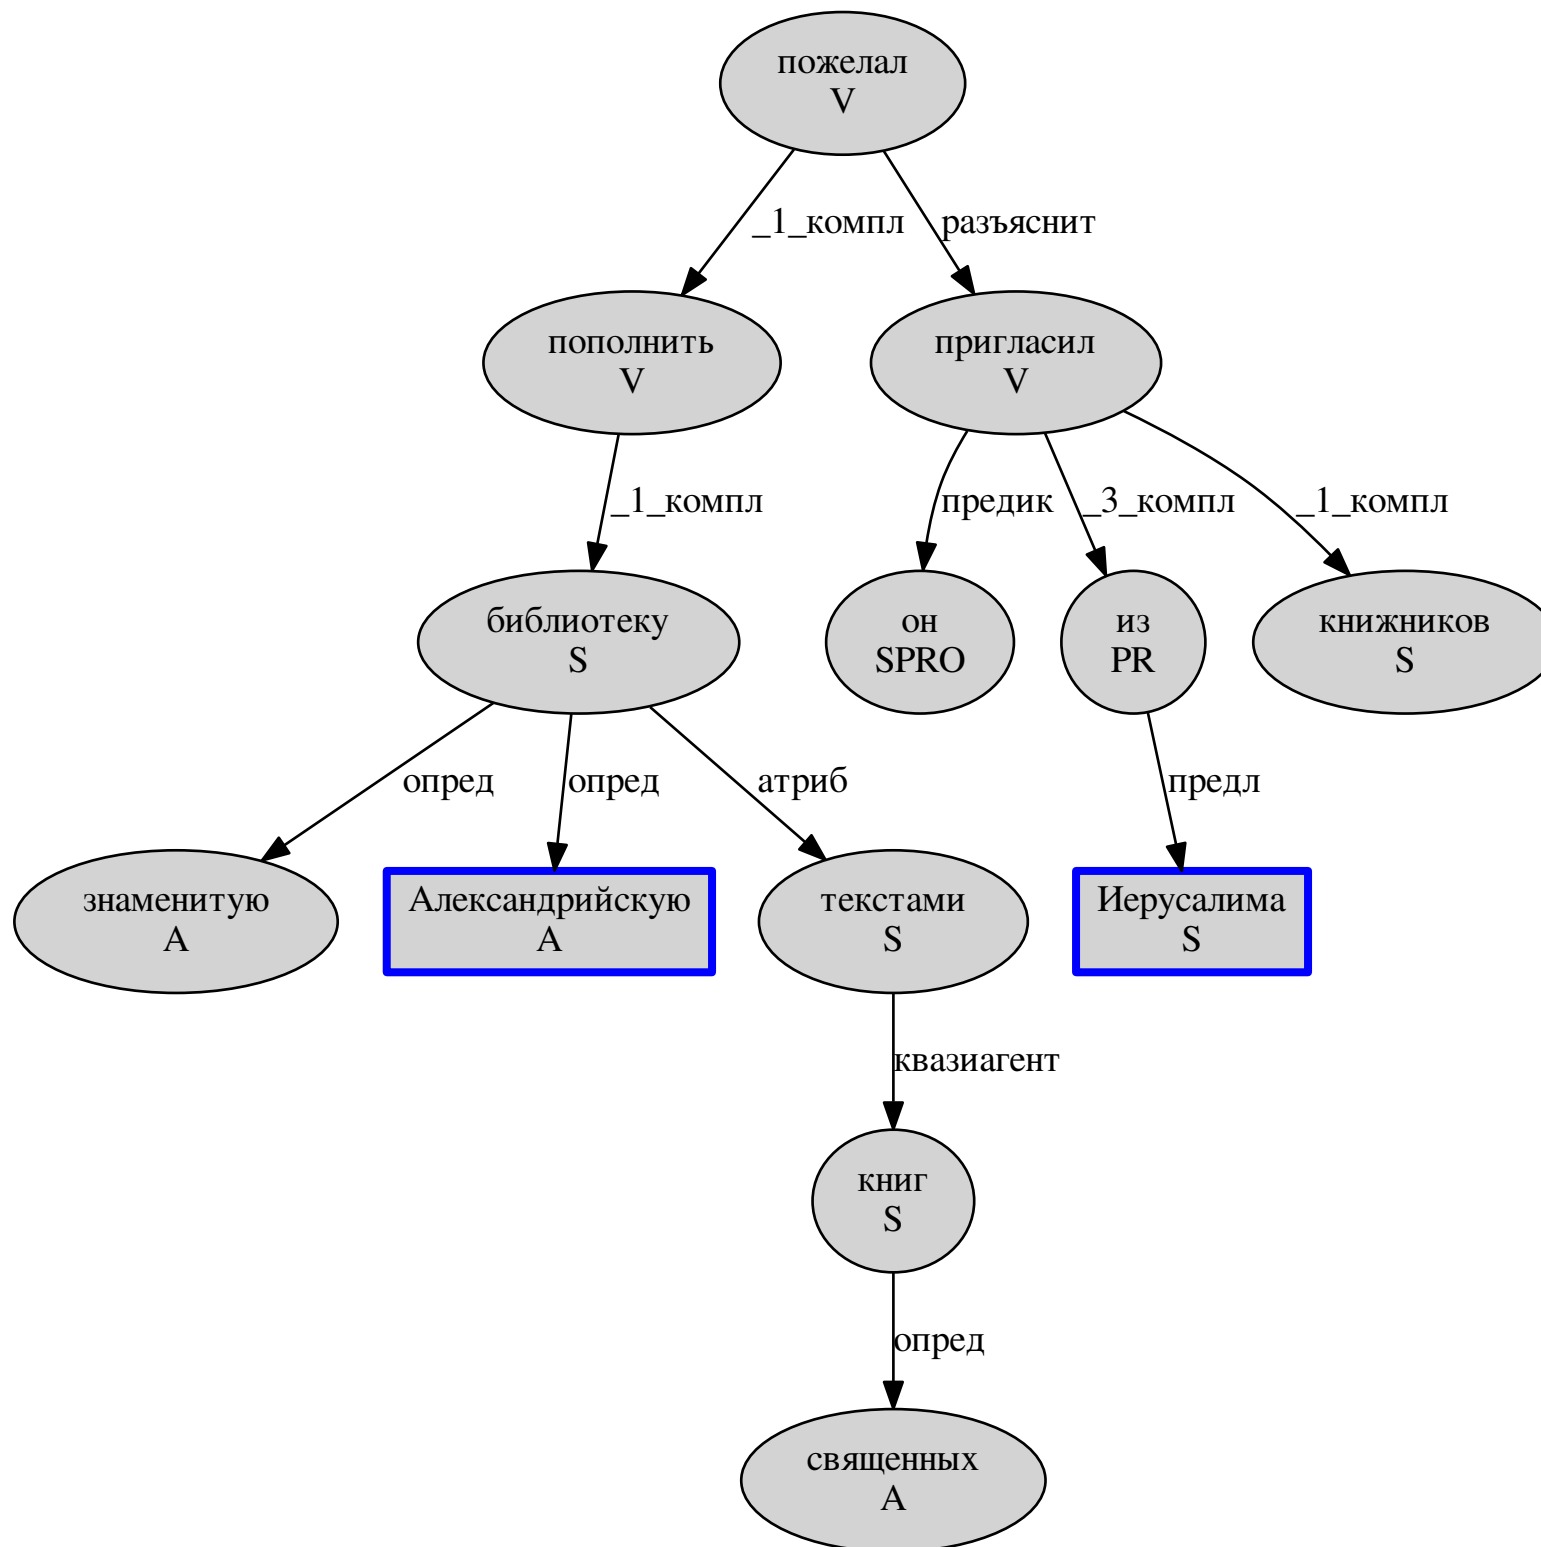 пожелал
V
_1_компл
разъяснит
пополнить
V
пригласил
V
_1_компл
предик
_3_компл
_1_компл
библиотеку
S
он
SPRO
из
PR
книжников
S
опред
опред
атриб
предл
знаменитую
A
Александрийскую
A
текстами
S
Иерусалима
S
квазиагент
книг
S
опред
священных
A